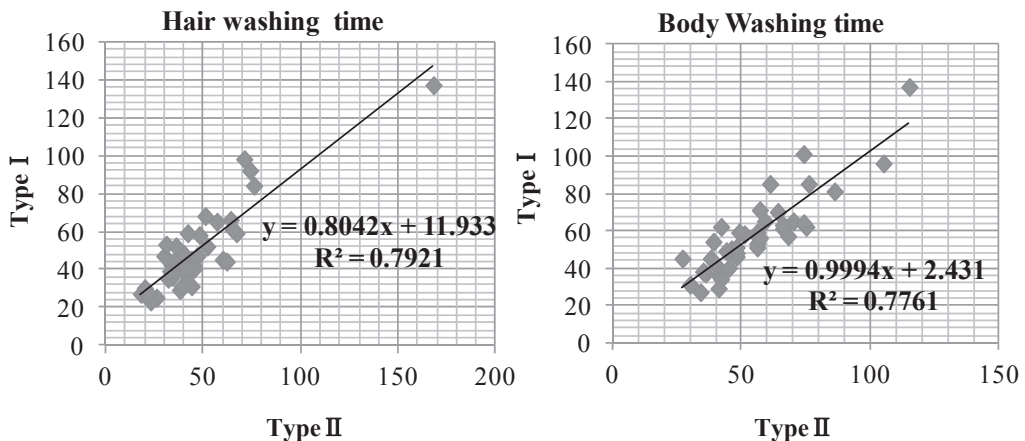 Hair washing time
160
140
120
100
80
60
40
20
0
Type Ⅰ
y = 0.8042x + 11.933
R² = 0.7921
0
50
100
150
200
Type Ⅱ
Body Washing time
160
140
120
100
80
60
40
20
0
Type Ⅰ
y = 0.9994x + 2.431
R² = 0.7761
0
50
100
150
Type Ⅱ